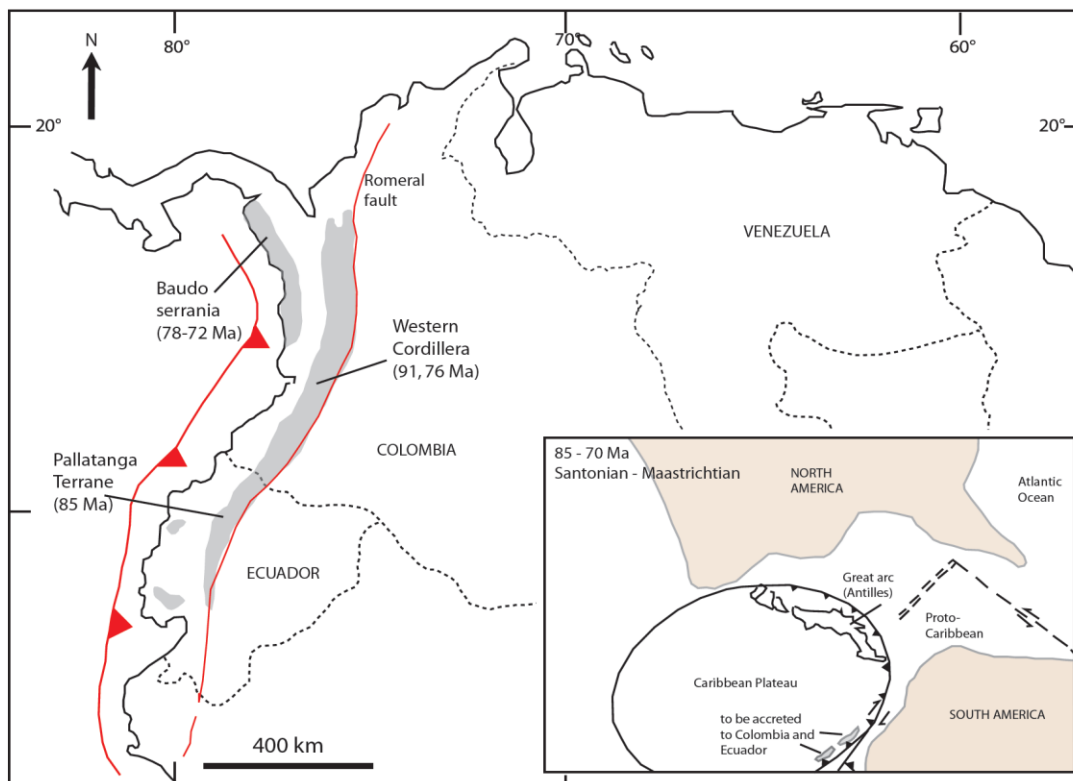 N
80°
70°
60°
20°
20°
Romeral
fault
VENEZUELA
Baudo
serrania
(78-72 Ma)
Western
Cordillera
(91, 76 Ma)
COLOMBIA
Pallatanga
Terrane
(85 Ma)
ECUADOR
400 km
85 - 70 Ma
Santonian - Maastrichtian
NORTH
AMERICA
Atlantic
Ocean
Great arc
(Antilles)
Proto-
Caribbean
Caribbean Plateau
SOUTH AMERICA
to be accreted
to Colombia and
Ecuador